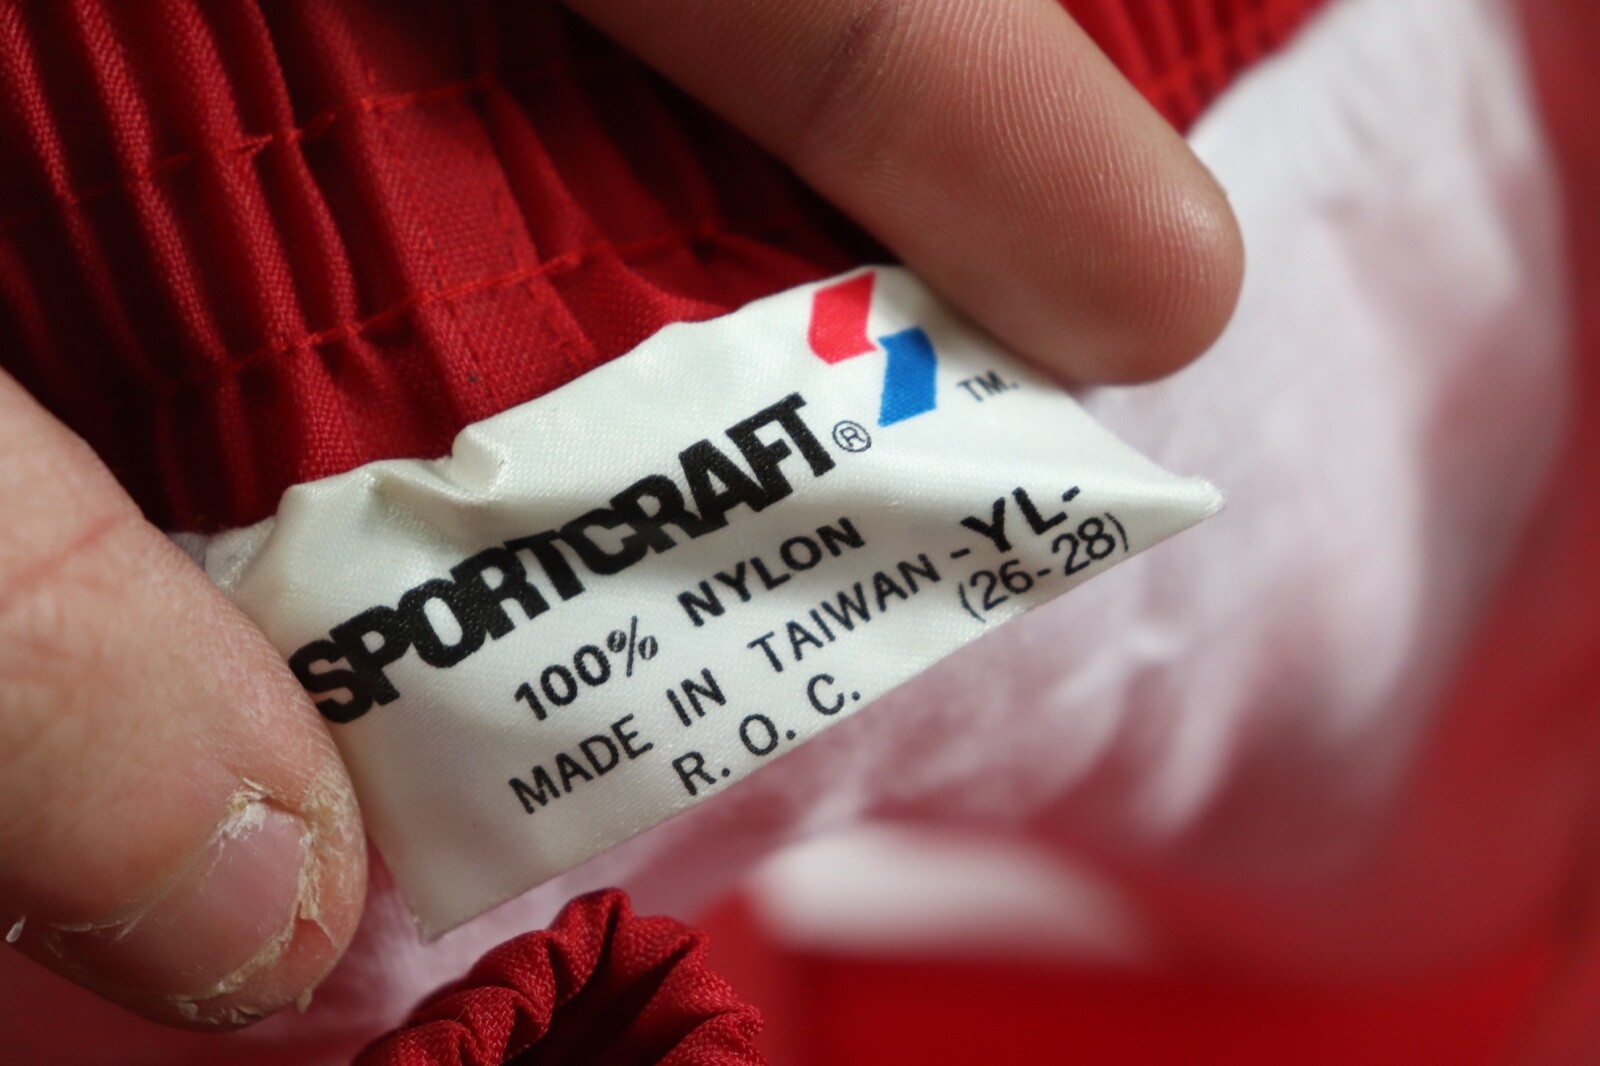 TM.
SPORTCRAFT®
100% NYLON
MADE IN TAIWAN
R. O. C.
-YL-
(26-28)